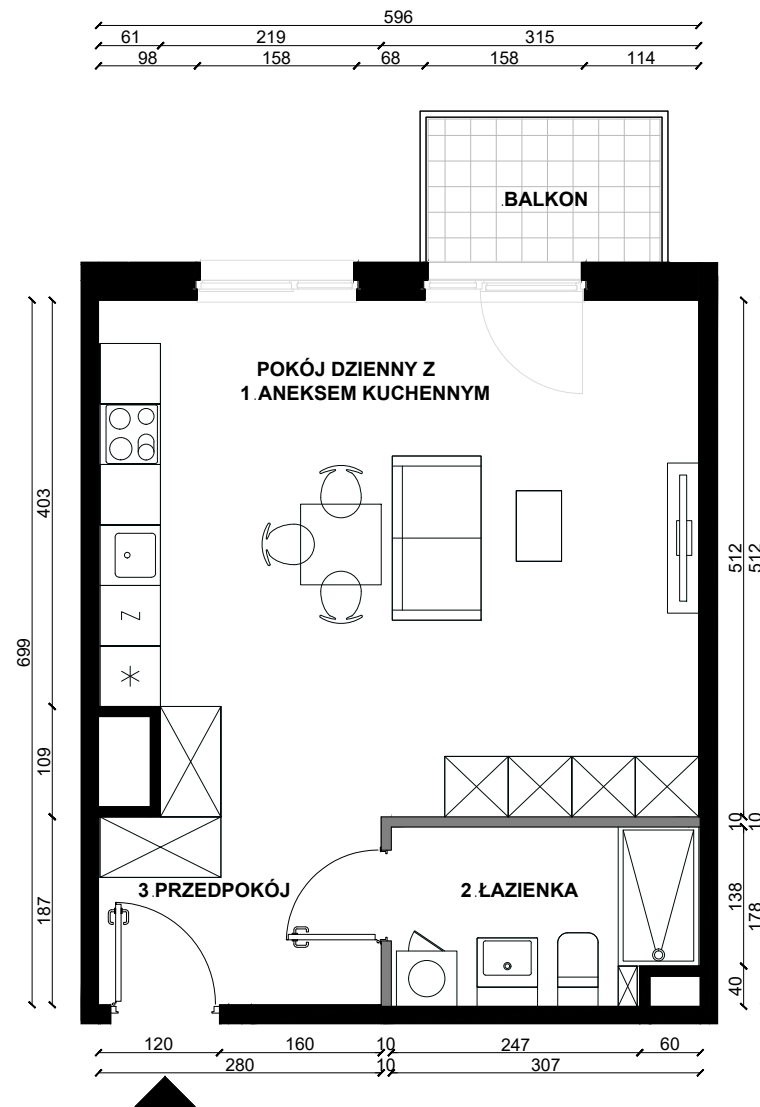 596
61 219 315
98 158 68 158 114
BALKON
POKÓJ DZIENNY Z
1.ANEKSEM KUCHENNYM
403
699
512 512
Z
109
10 10
3.PRZEDPOKÓJ
2.ŁAZIENKA
187
138
178
40
120 160 10 247 60
280 10 307